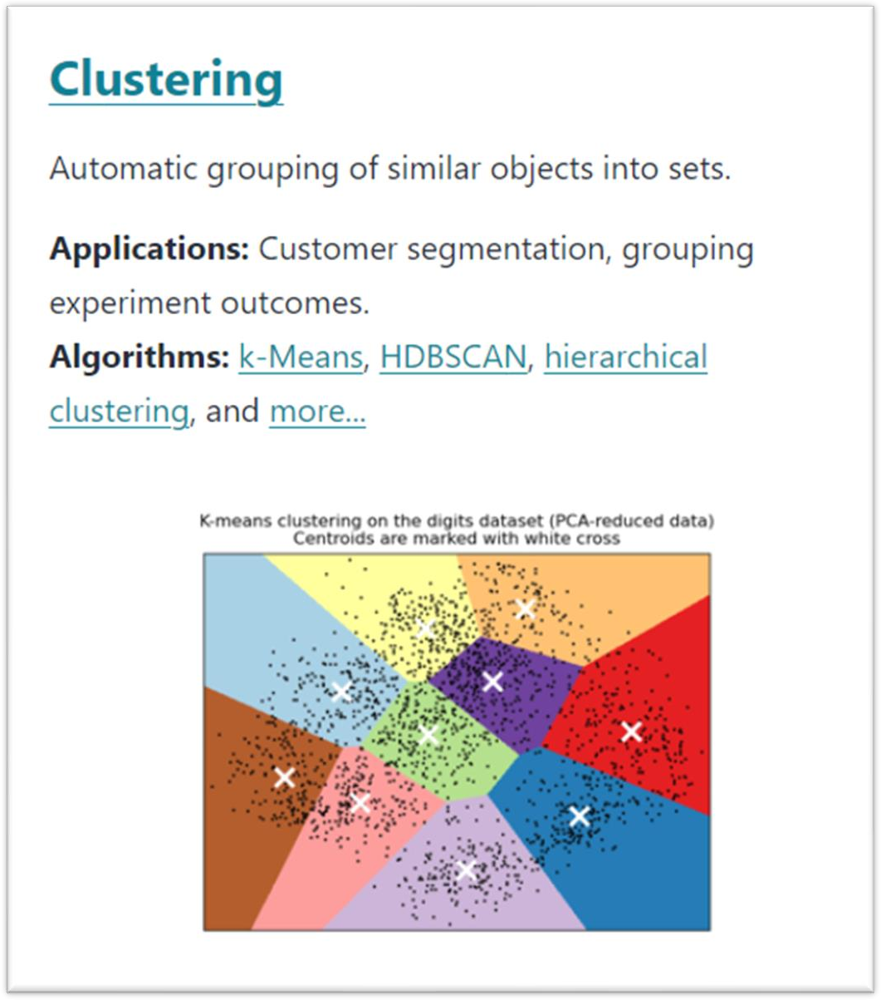 Clustering
Automatic grouping of similar objects into sets.
Applications: Customer segmentation, grouping
experiment outcomes.
Algorithms: k-Means, HDBSCAN, hierarchical
clustering, and more...
K-means clustering on the digits dataset (PCA-reduced data)
Centroids are marked with white cross